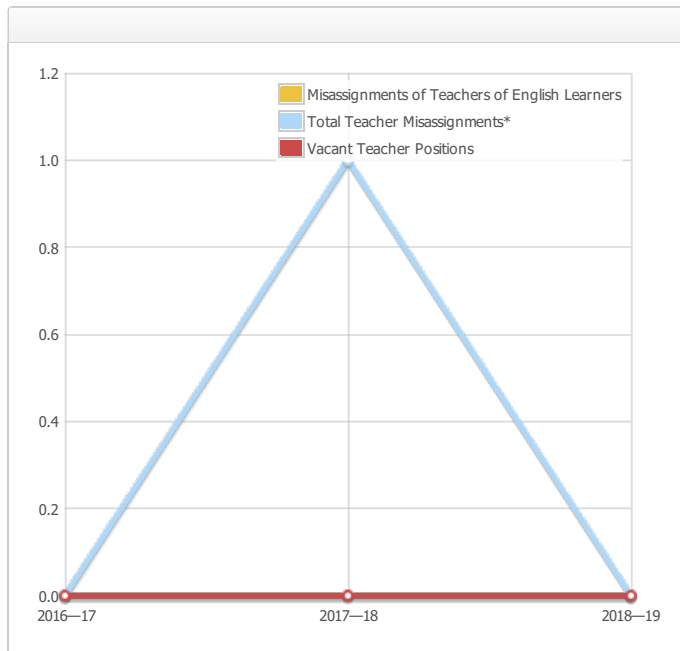 1.2
Misassignments of Teachers of English Learners
Total Teacher Misassignments*
Vacant Teacher Positions
1.0
0.8
0.6
0.4
0.2
0.0
2016—17 2017—18 2018—19